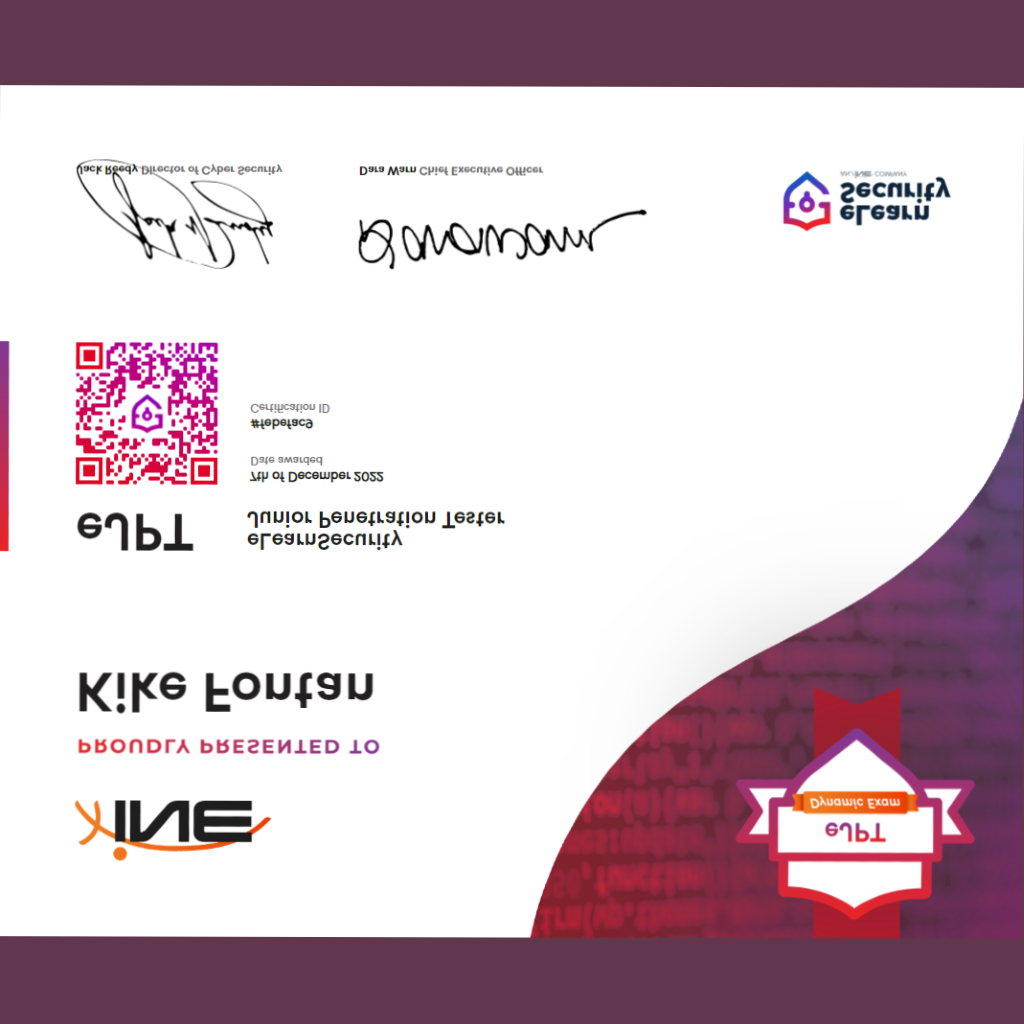 INE
eJPT
Dynamic Exam
PROUDLY PRESENTED TO
Kike Fontan
eJPT
eLearnSecurity
Junior Penetration Tester
7th of December 2022
Date awarded
#febefac9
Certification ID
Jack Reedy Director of Cyber Security
Dara Warn Chief Executive Officer
eLearn
Security
AN INE COMPANY